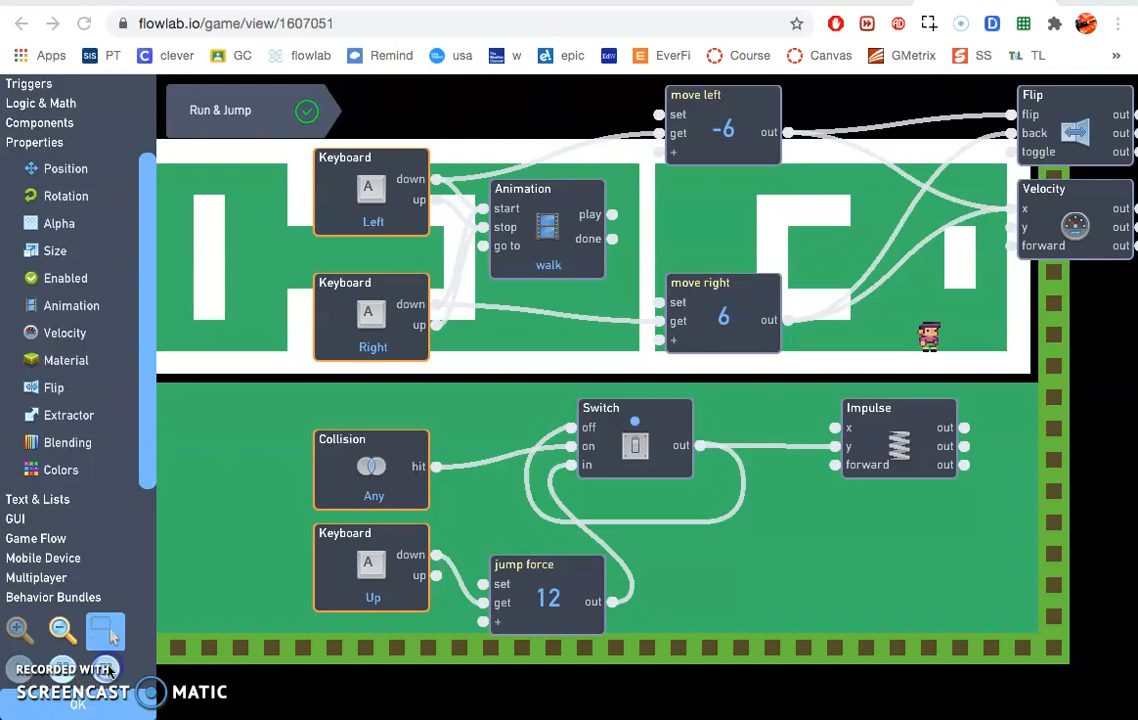 flowlab.io/game/view/1607051
Apps
SIS PT
clever
GC
flowlab
Remind
usa
w
epic
EverFi
Course
Canvas
GMetrix
SS
TL
»
Triggers
Logic & Math
Components
Properties
Position
Rotation
Alpha
Size
Enabled
Animation
Velocity
Material
Flip
Extractor
Blending
Colors
Text & Lists
GUI
Game Flow
Mobile Device
Multiplayer
Behavior Bundles
OK
RECORDED WITH
SCREENCAST MATIC
Run & Jump
Keyboard
A
down
up
Left
Keyboard
A
down
up
Right
Animation
start
stop
go to
play
done
walk
move left
set
get
+
-6
out
move right
set
get
+
6
out
Flip
flip
back
toggle
out
out
out
Velocity
x
y
forward
out
out
out
Collision
hit
Any
Keyboard
A
down
up
Up
Switch
off
on
in
out
jump force
set
get
+
12
out
Impulse
x
y
forward
out
out
out